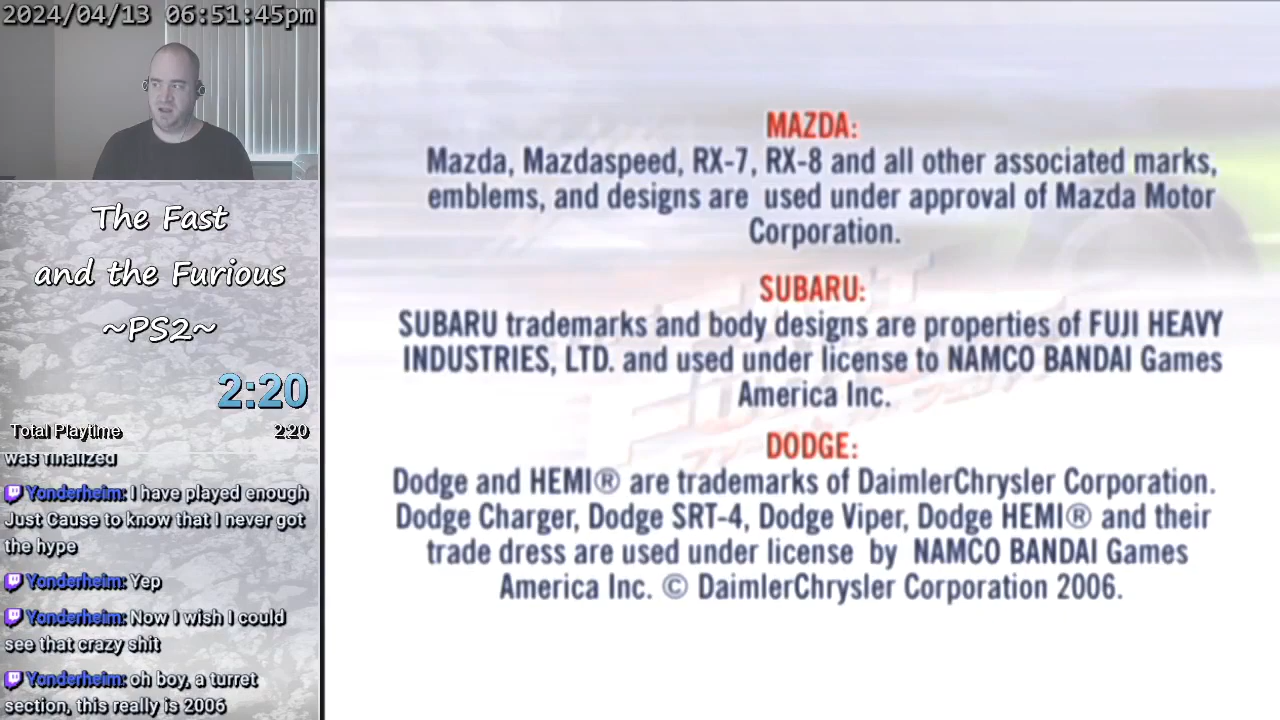 2024/04/13 06:51:45pm
The Fast
and the Furious
~PS2~
2:20
Total Playtime 2:20
was finalized
Yonderheim: I have played enough
Just Cause to know that I never got
the hype
Yonderheim: Yep
Yonderheim: Now I wish I could
see that crazy shit
Yonderheim: oh boy, a turret
section, this really is 2006
MAZDA:
Mazda, Mazdaspeed, RX-7, RX-8 and all other associated marks,
emblems, and designs are used under approval of Mazda Motor
Corporation.
SUBARU:
SUBARU trademarks and body designs are properties of FUJI HEAVY
INDUSTRIES, LTD. and used under license to NAMCO BANDAI Games
America Inc.
DODGE:
Dodge and HEMI® are trademarks of DaimlerChrysler Corporation.
Dodge Charger, Dodge SRT-4, Dodge Viper, Dodge HEMI® and their
trade dress are used under license by NAMCO BANDAI Games
America Inc. © DaimlerChrysler Corporation 2006.